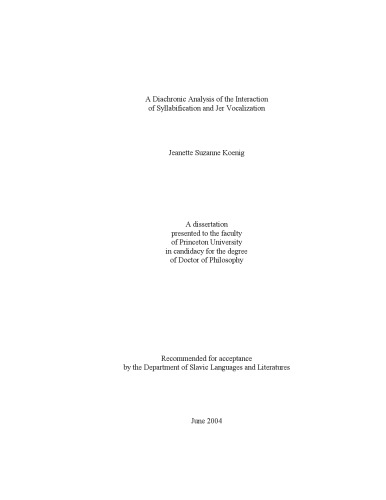 A Diachronic Analysis of the Interaction
of Syllabification and Jer Vocalization
Jeanette Suzanne Koenig
A dissertation
presented to the faculty
of Princeton University
in candidacy for the degree
of Doctor of Philosophy
Recommended for acceptance
by the Department of Slavic Languages and Literatures
June 2004